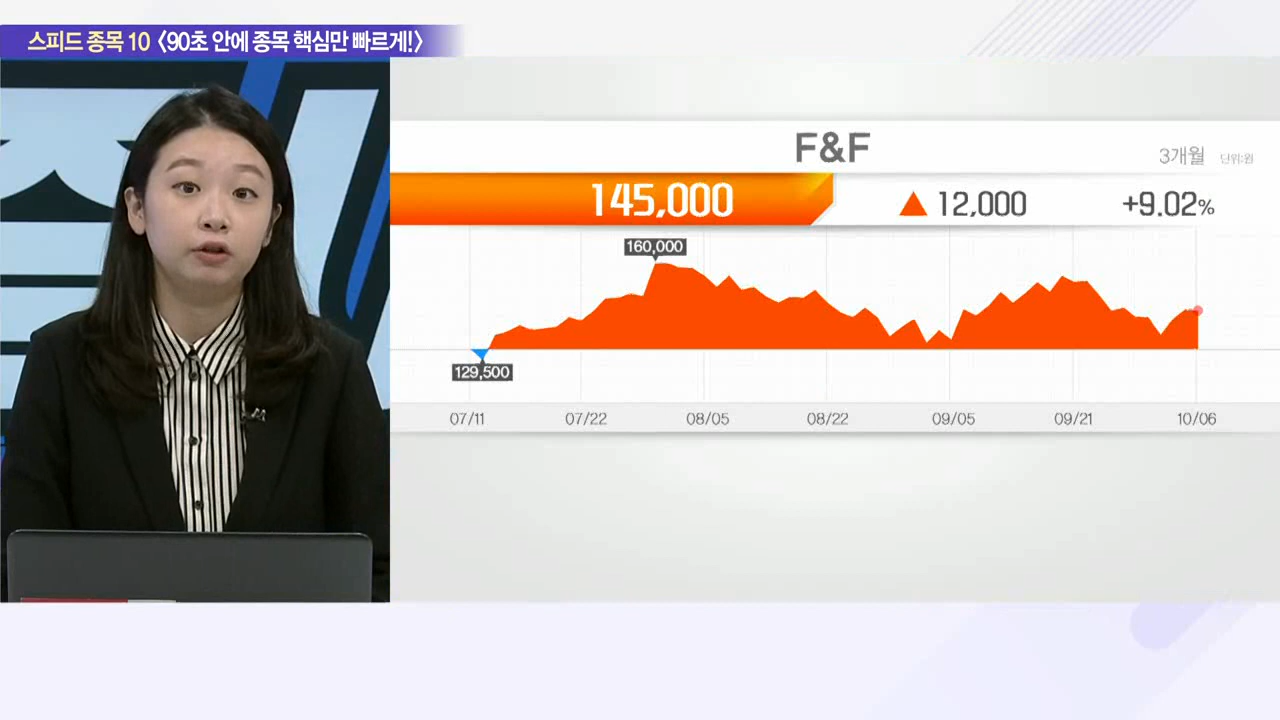 스피드 종목 10 〈90초 안에 종목 핵심만 빠르게!〉
F&F
3개월 단위:원
145,000 ▲ 12,000 +9.02%
160,000
129,500
07/11 07/22 08/05 08/22 09/05 09/21 10/06